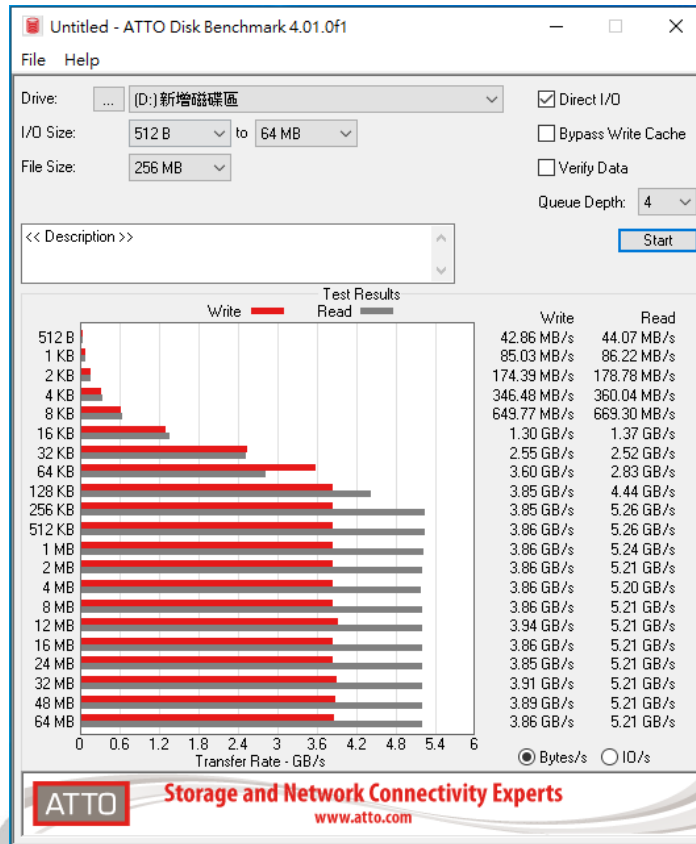 Untitled - ATTO Disk Benchmark 4.01.0f1
File Help
Drive: ... (D:)新增磁碟區
Direct I/O
I/O Size: 512 B to 64 MB
Bypass Write Cache
File Size: 256 MB
Verify Data
Queue Depth: 4
<< Description >>
Start
Test Results
Write Read
Write Read
512 B 42.86 MB/s 44.07 MB/s
1 KB 85.03 MB/s 86.22 MB/s
2 KB 174.39 MB/s 178.78 MB/s
4 KB 346.48 MB/s 360.04 MB/s
8 KB 649.77 MB/s 669.30 MB/s
16 KB 1.30 GB/s 1.37 GB/s
32 KB 2.55 GB/s 2.52 GB/s
64 KB 3.60 GB/s 2.83 GB/s
128 KB 3.85 GB/s 4.44 GB/s
256 KB 3.85 GB/s 5.26 GB/s
512 KB 3.86 GB/s 5.26 GB/s
1 MB 3.86 GB/s 5.24 GB/s
2 MB 3.86 GB/s 5.21 GB/s
4 MB 3.86 GB/s 5.20 GB/s
8 MB 3.86 GB/s 5.21 GB/s
12 MB 3.94 GB/s 5.21 GB/s
16 MB 3.86 GB/s 5.21 GB/s
24 MB 3.85 GB/s 5.21 GB/s
32 MB 3.91 GB/s 5.21 GB/s
48 MB 3.89 GB/s 5.21 GB/s
64 MB 3.86 GB/s 5.21 GB/s
0 0.6 1.2 1.8 2.4 3 3.6 4.2 4.8 5.4 6
Transfer Rate - GB/s
Bytes/s IO/s
ATTO Storage and Network Connectivity Experts
www.atto.com